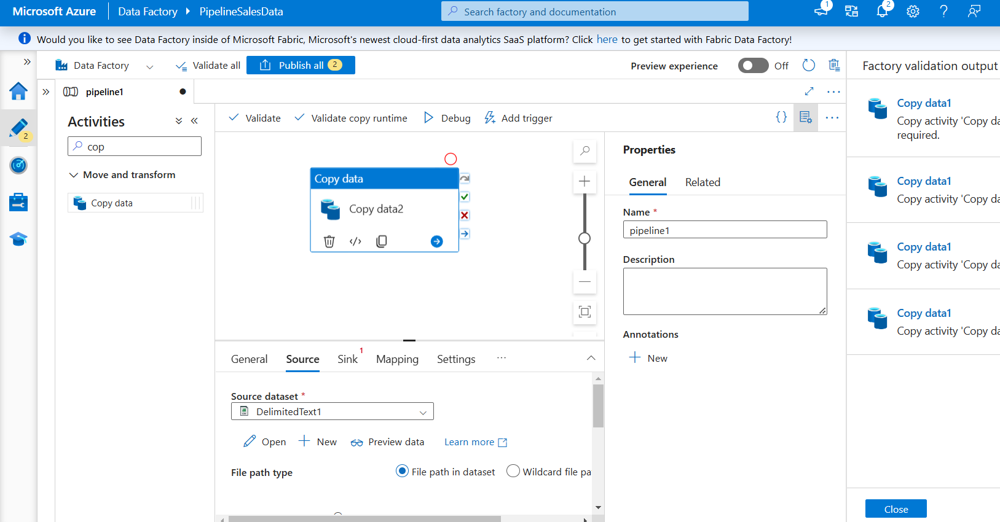 Microsoft Azure
Data Factory
PipelineSalesData
Search factory and documentation
1
2
Would you like to see Data Factory inside of Microsoft Fabric, Microsoft's newest cloud-first data analytics SaaS platform? Click here to get started with Fabric Data Factory!
Data Factory
Validate all
Publish all 2
Preview experience
Off
Factory validation output
2
pipeline1
Activities
cop
Move and transform
Copy data
Validate
Validate copy runtime
Debug
Add trigger
Copy data
Copy data2
General
Source
Sink 1
Mapping
Settings
Source dataset *
DelimitedText1
Open
New
Preview data
Learn more
File path type
File path in dataset
Wildcard file pa
Properties
General
Related
Name *
pipeline1
Description
Annotations
New
Copy data1
Copy activity 'Copy da
required.
Copy data1
Copy activity 'Copy da
Copy data1
Copy activity 'Copy da
Copy data1
Copy activity 'Copy da
Close